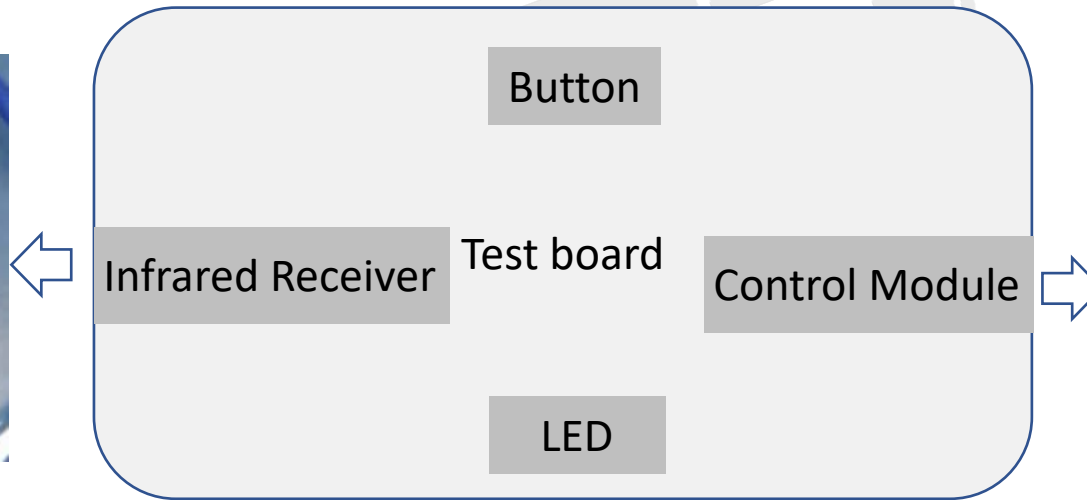 Button
Test board
Infrared Receiver
Control Module
LED